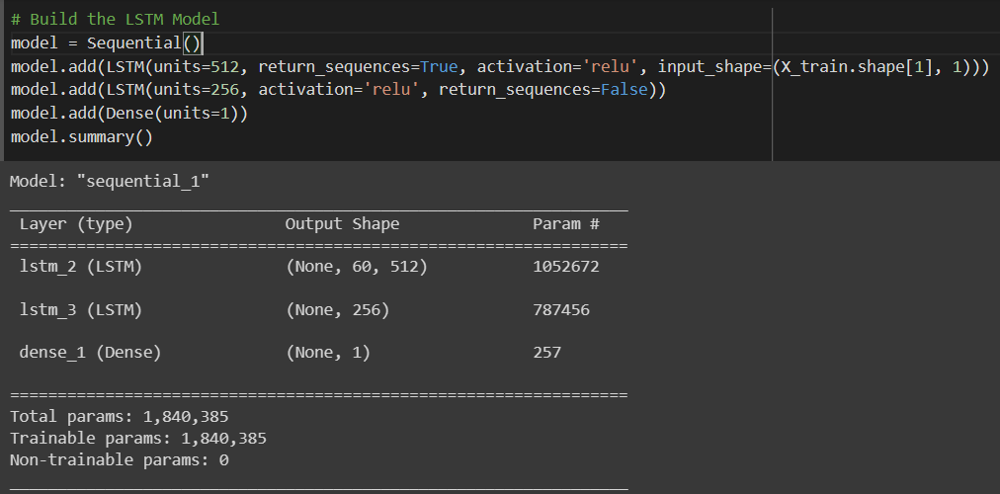 # Build the LSTM Model
model = Sequential()
model.add(LSTM(units=512, return_sequences=True, activation='relu', input_shape=(X_train.shape[1], 1)))
model.add(LSTM(units=256, activation='relu', return_sequences=False))
model.add(Dense(units=1))
model.summary()
Model: "sequential_1"
_________________________________________________________________
Layer (type) Output Shape Param #
=================================================================
lstm_2 (LSTM) (None, 60, 512) 1052672
lstm_3 (LSTM) (None, 256) 787456
dense_1 (Dense) (None, 1) 257
=================================================================
Total params: 1,840,385
Trainable params: 1,840,385
Non-trainable params: 0
_________________________________________________________________